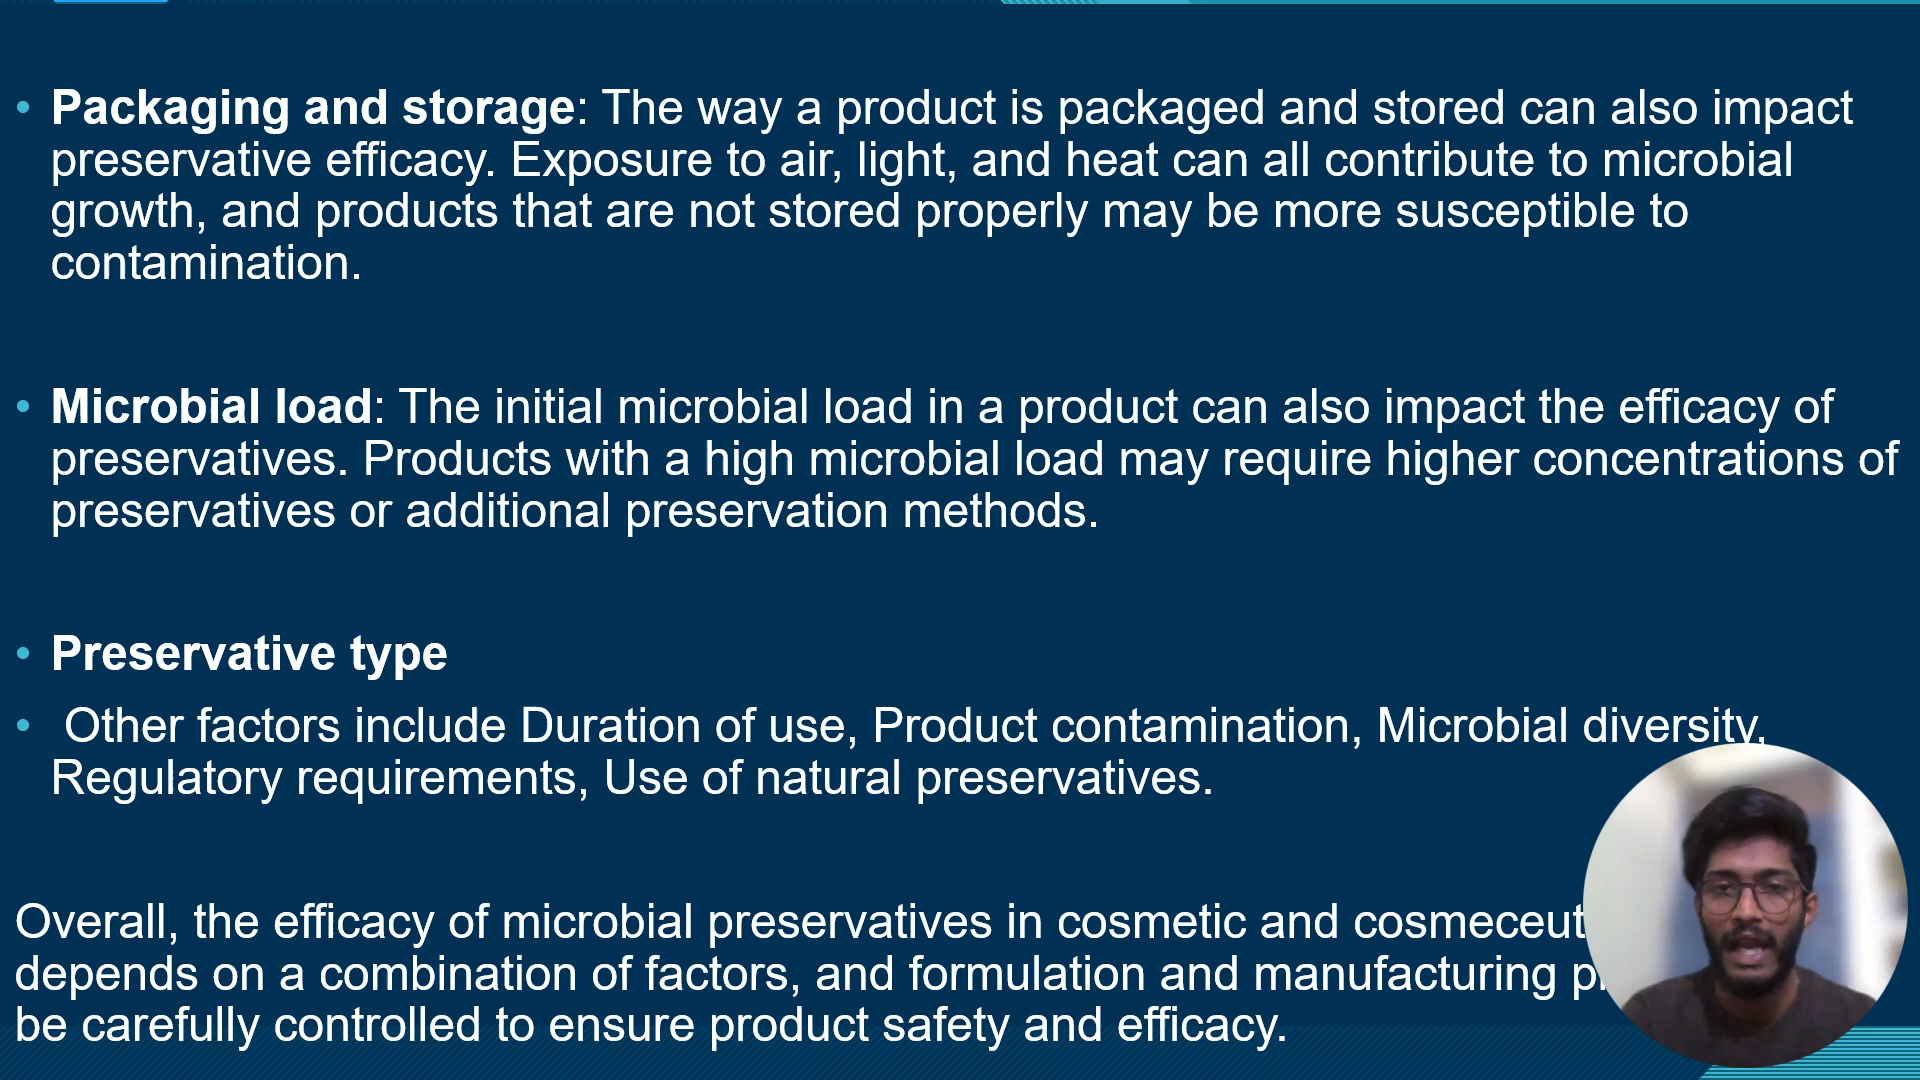 • Packaging and storage: The way a product is packaged and stored can also impact
preservative efficacy. Exposure to air, light, and heat can all contribute to microbial
growth, and products that are not stored properly may be more susceptible to
contamination.
• Microbial load: The initial microbial load in a product can also impact the efficacy of
preservatives. Products with a high microbial load may require higher concentrations of
preservatives or additional preservation methods.
• Preservative type
• Other factors include Duration of use, Product contamination, Microbial diversity,
Regulatory requirements, Use of natural preservatives.
Overall, the efficacy of microbial preservatives in cosmetic and
depends on a combination of factors, and formulation and manufacturing
be carefully controlled to ensure product safety and efficacy.